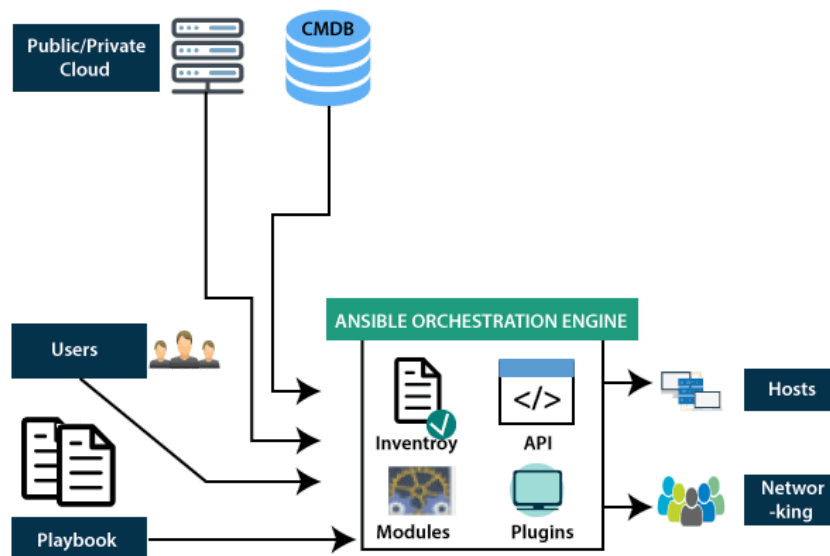 Public/Private
Cloud
CMDB
ANSIBLE ORCHESTRATION ENGINE
Users
</>
Hosts
Inventroy
API
Networ
-king
Modules
Plugins
Playbook